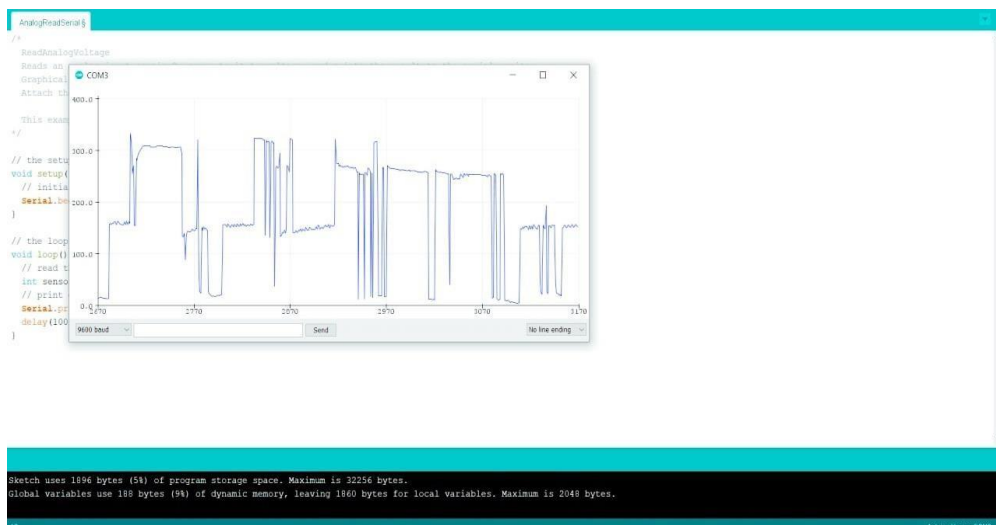 AnalogReadSerial §
/*
ReadAnalogVoltage
Reads an
Graphical
Attach th
This exam
*/
// the setu
void setup(
// initia
Serial.be
}
// the loop
void loop()
// read t
int senso
// print
Serial.pr
delay(100
}
COM3
400.0
300.0
200.0
100.0
0.0
2670
2770
2870
2970
3070
3170
9600 baud
Send
No line ending
Sketch uses 1896 bytes (5%) of program storage space. Maximum is 32256 bytes.
Global variables use 188 bytes (9%) of dynamic memory, leaving 1860 bytes for local variables. Maximum is 2048 bytes.